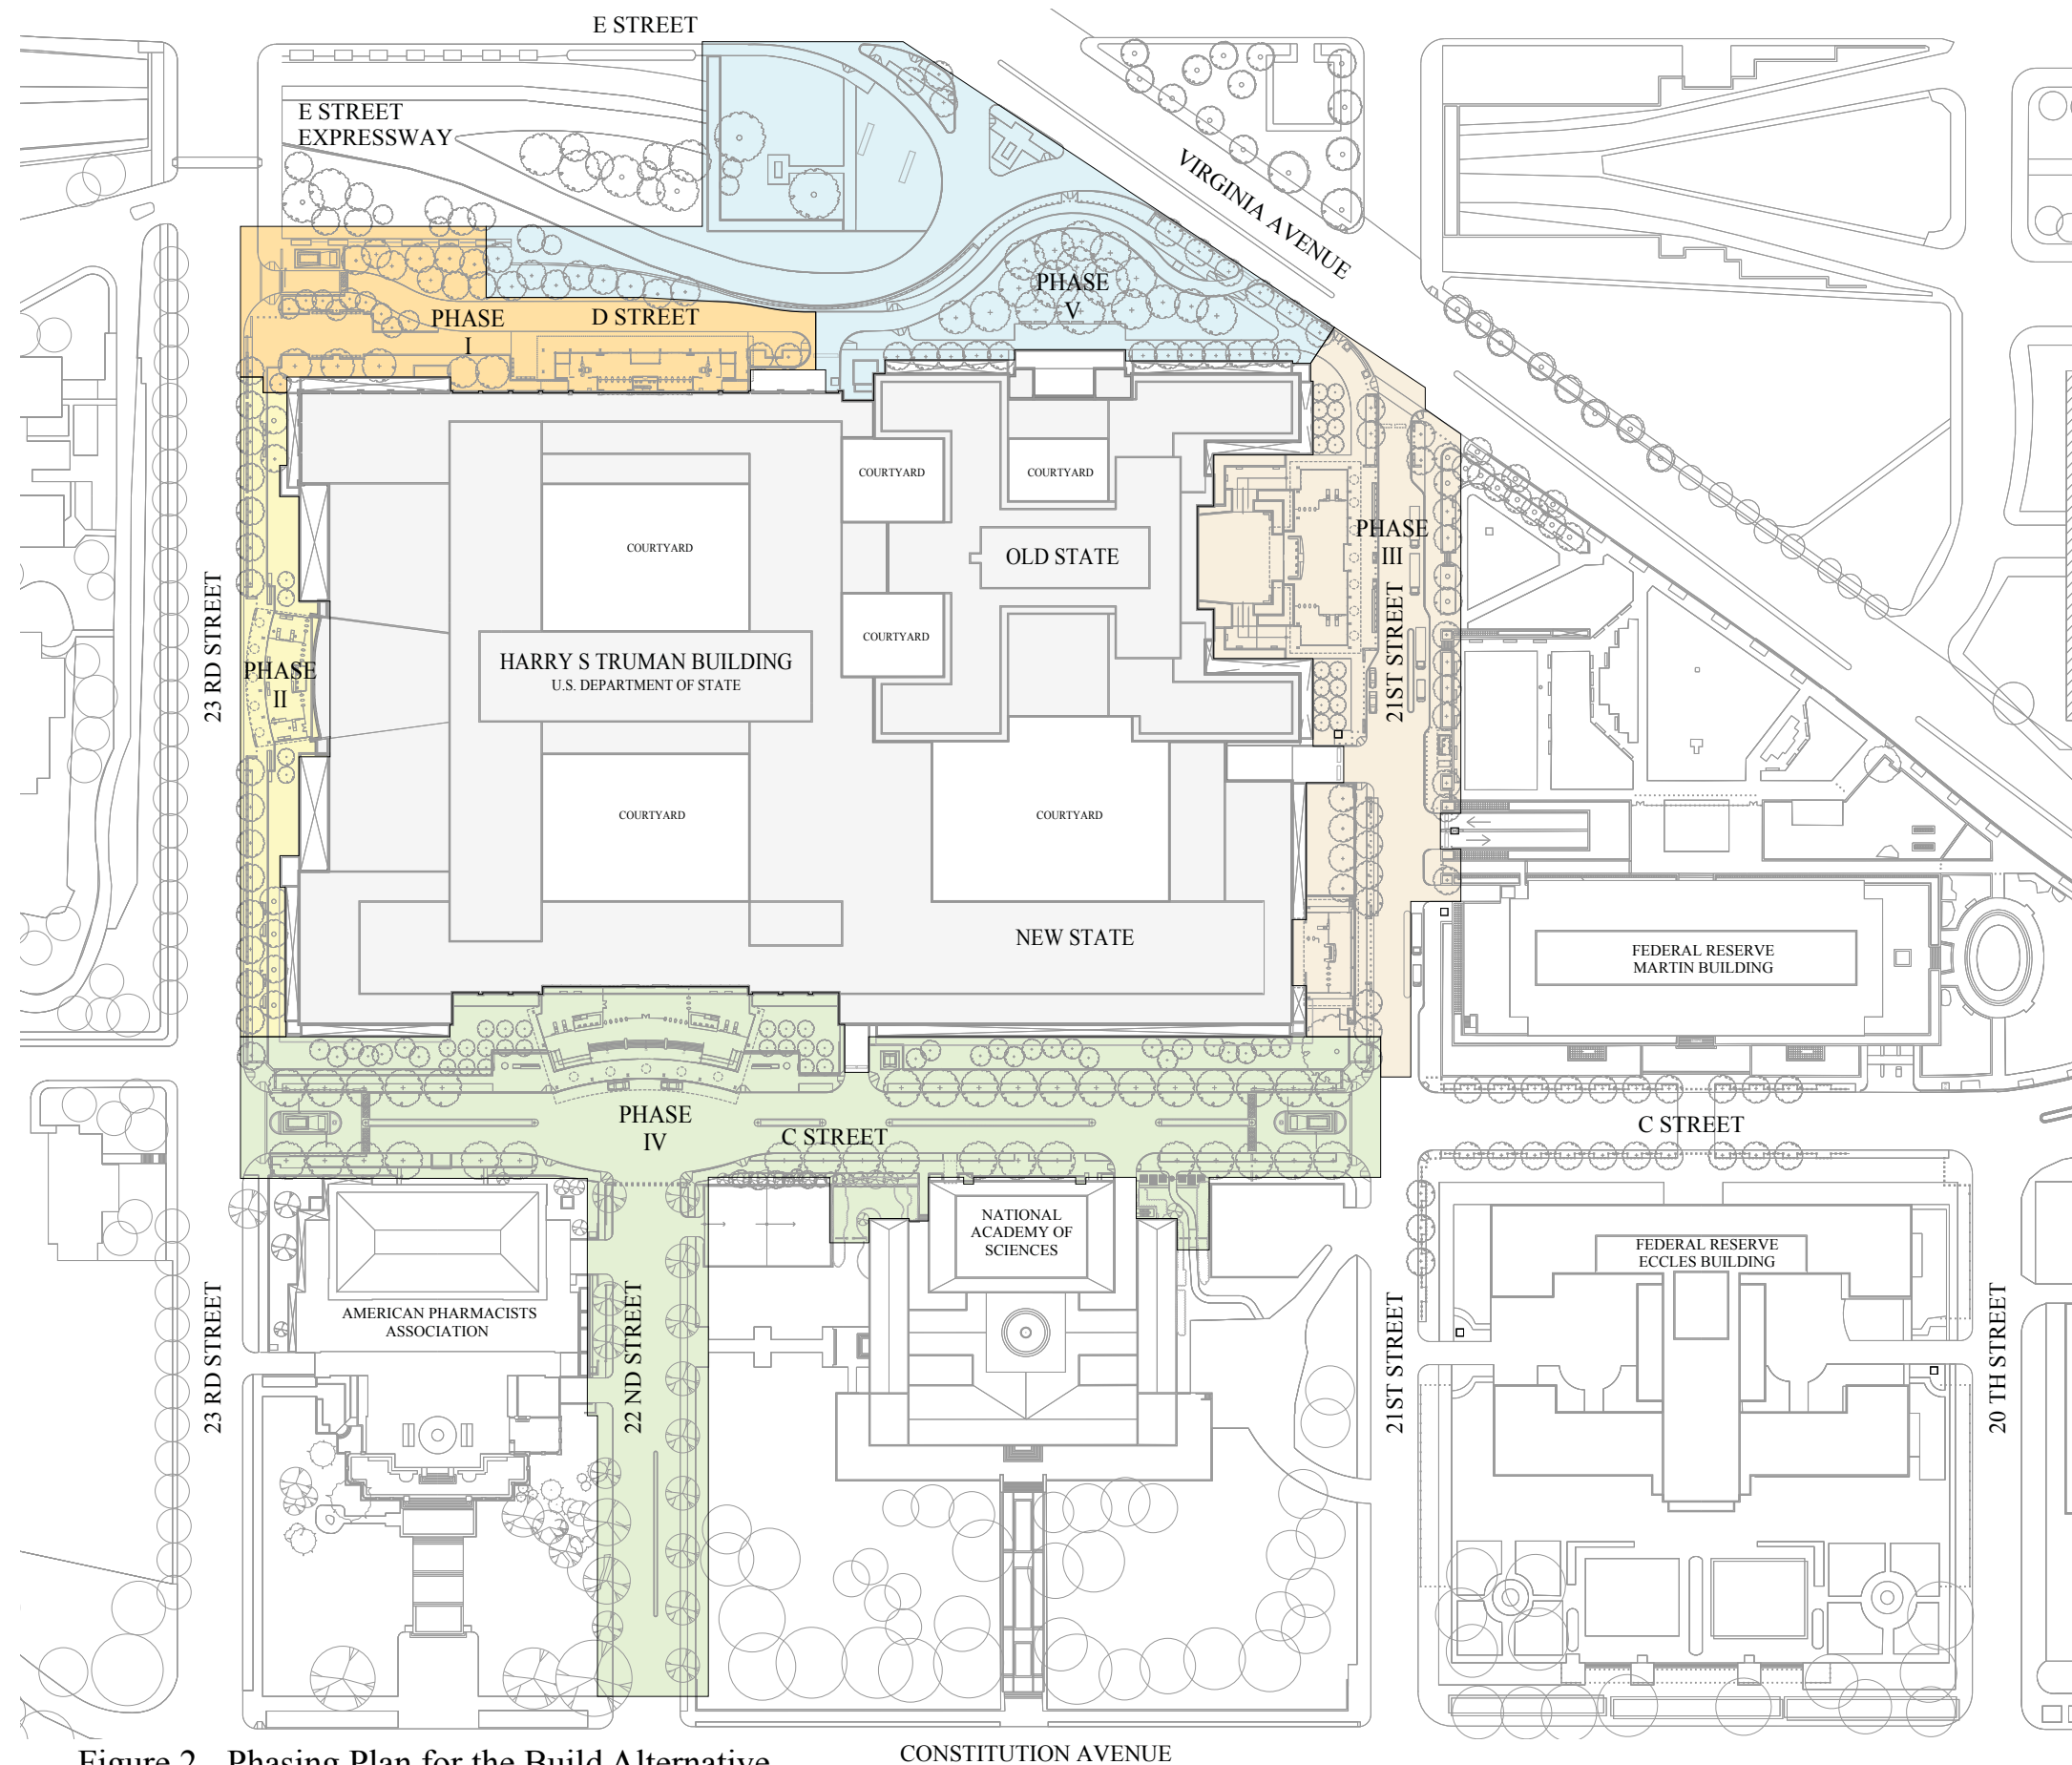 E STREET
E STREET
EXPRESSWAY
VIRGINIA AVENUE
PHASE
V
PHASE
I
D STREET
COURTYARD
COURTYARD
COURTYARD
OLD STATE
PHASE
III
21ST STREET
23 RD STREET
PHASE
II
COURTYARD
HARRY S TRUMAN BUILDING
U.S. DEPARTMENT OF STATE
COURTYARD
COURTYARD
NEW STATE
FEDERAL RESERVE
MARTIN BUILDING
PHASE
IV
C STREET
C STREET
NATIONAL
ACADEMY OF
SCIENCES
FEDERAL RESERVE
ECCLES BUILDING
AMERICAN PHARMACISTS
ASSOCIATION
23 RD STREET
22 ND STREET
21ST STREET
20 TH STREET
CONSTITUTION AVENUE
Figure 2 Phasing Plan for the Build Alternative